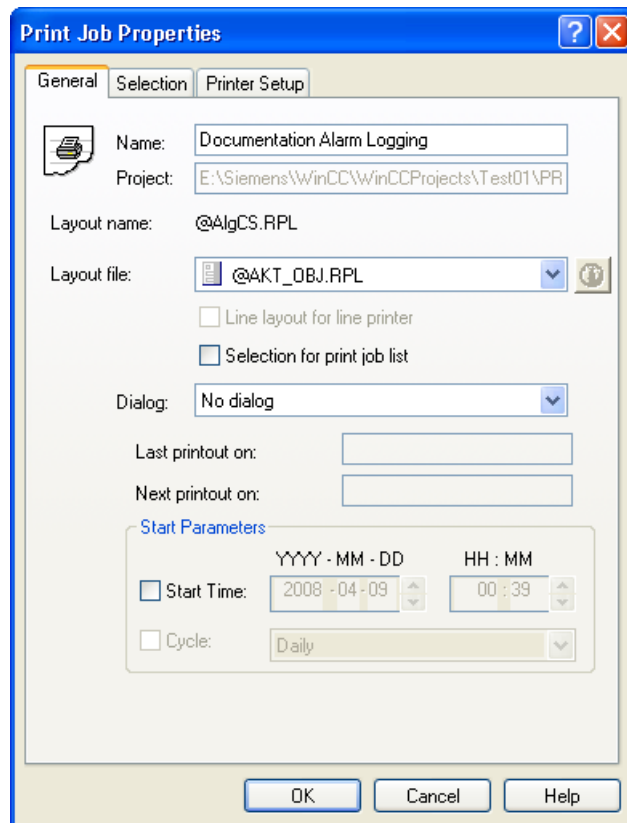 Print Job Properties
General Selection Printer Setup
Name: Documentation Alarm Logging
Project: E:\Siemens\WinCC\WinCCProjects\Test01\PR
Layout name: @AlgCS.RPL
Layout file: @AKT_OBJ.RPL
Line layout for line printer
Selection for print job list
Dialog: No dialog
Last printout on:
Next printout on:
Start Parameters
YYYY - MM - DD HH : MM
Start Time: 2008 - 04 - 09 00 : 39
Cycle: Daily
OK Cancel Help